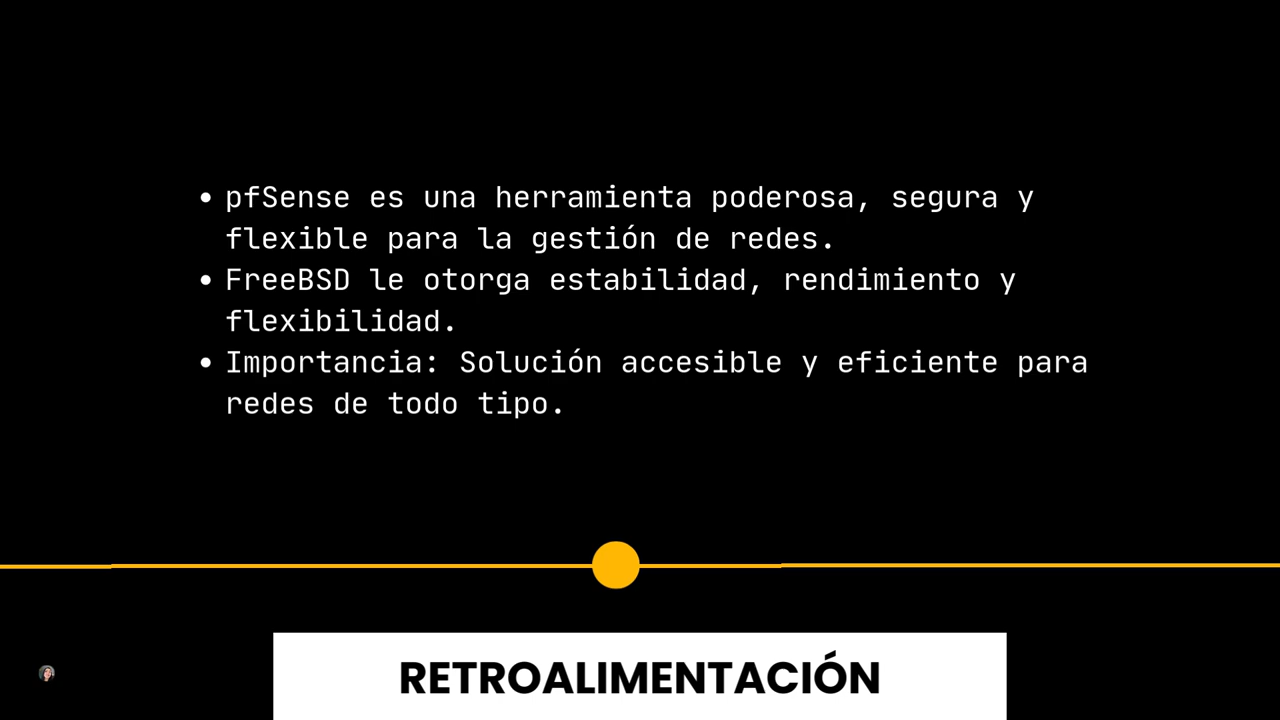 • pfSense es una herramienta poderosa, segura y
flexible para la gestión de redes.
• FreeBSD le otorga estabilidad, rendimiento y
flexibilidad.
• Importancia: Solución accesible y eficiente para
redes de todo tipo.
RETROALIMENTACIÓN